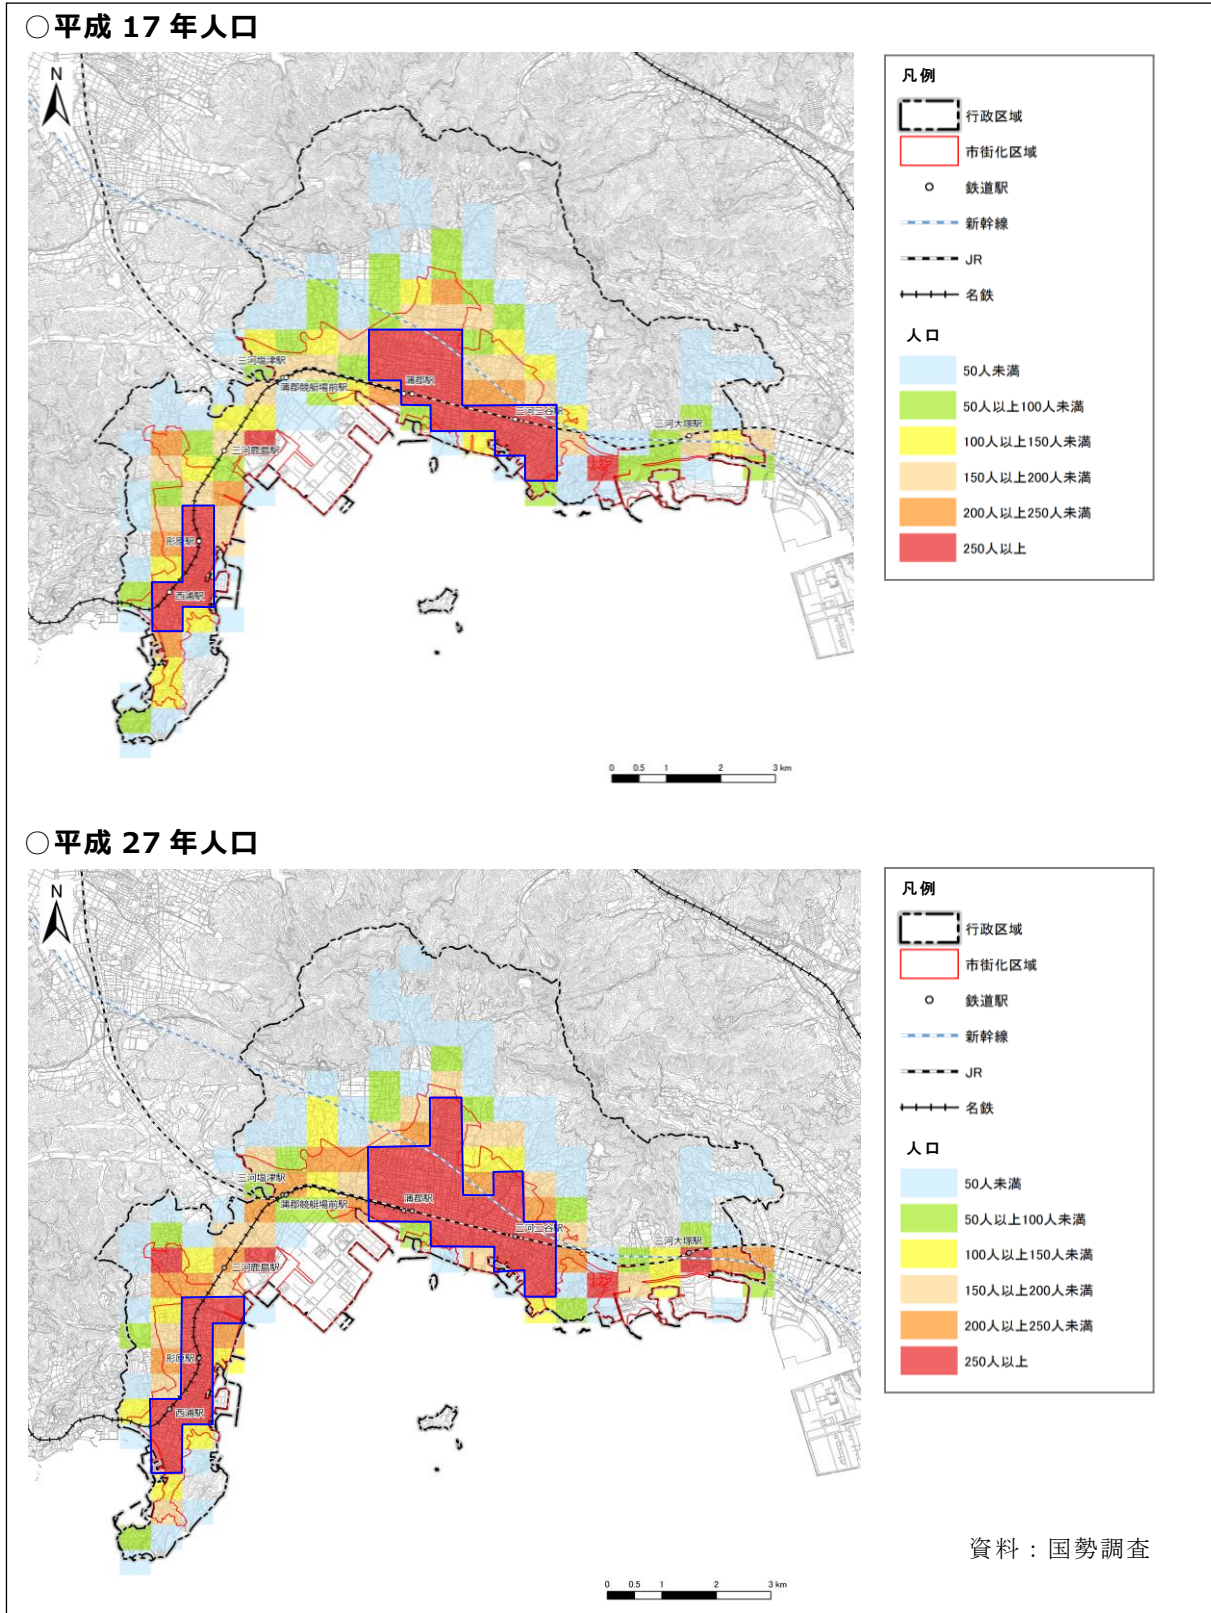 ○平成 17 年人口
N
三河塩津駅
蒲郡競艇場前駅
蒲郡駅
三河三谷駅
三河大塚駅
三河鹿島駅
形原駅
西浦駅
0 0.5 1 2 3 km
凡例
行政区域
市街化区域
鉄道駅
新幹線
JR
名鉄
人口
50人未満
50人以上100人未満
100人以上150人未満
150人以上200人未満
200人以上250人未満
250人以上
○平成 27 年人口
N
三河塩津駅
蒲郡競艇場前駅
蒲郡駅
三河三谷駅
三河大塚駅
三河鹿島駅
形原駅
西浦駅
0 0.5 1 2 3 km
凡例
行政区域
市街化区域
鉄道駅
新幹線
JR
名鉄
人口
50人未満
50人以上100人未満
100人以上150人未満
150人以上200人未満
200人以上250人未満
250人以上
資料：国勢調査